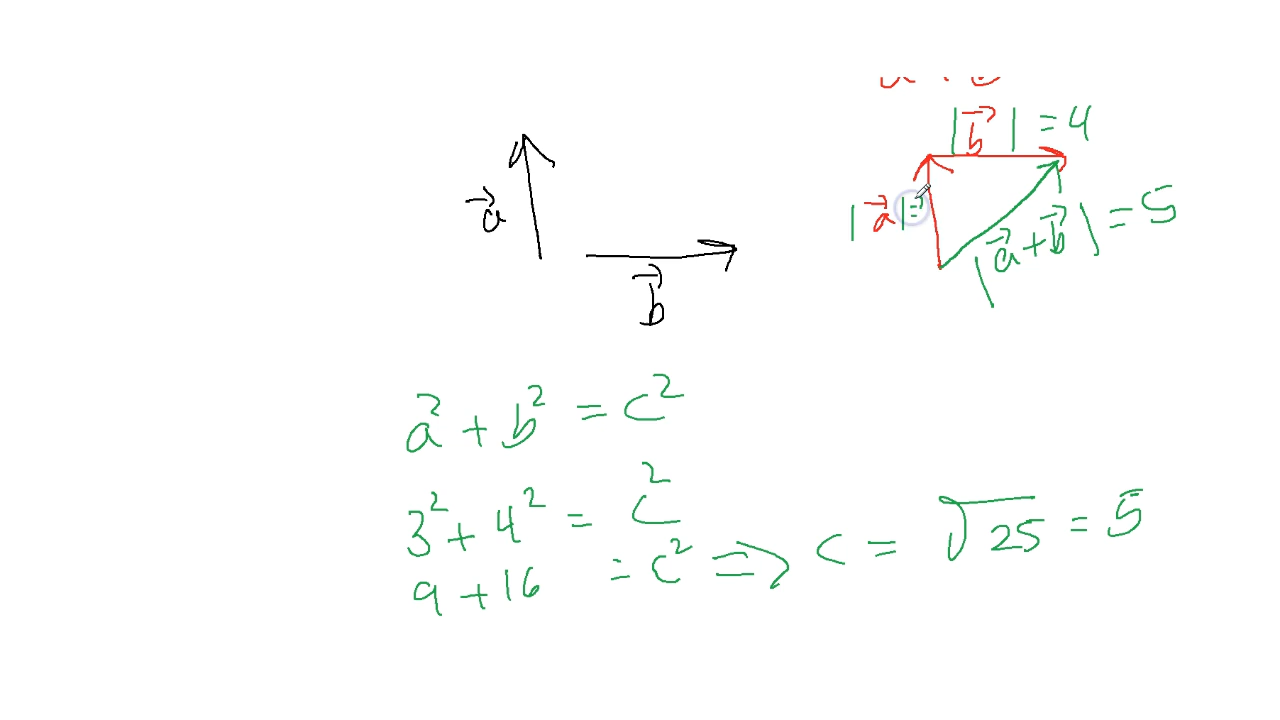 |b⃗| = 4
a⃗
|a⃗| =
|a⃗ + b⃗| = 5
b⃗
a² + b² = c²
3² + 4² = c²
9 + 16 = c² ⇒ c = √25 = 5